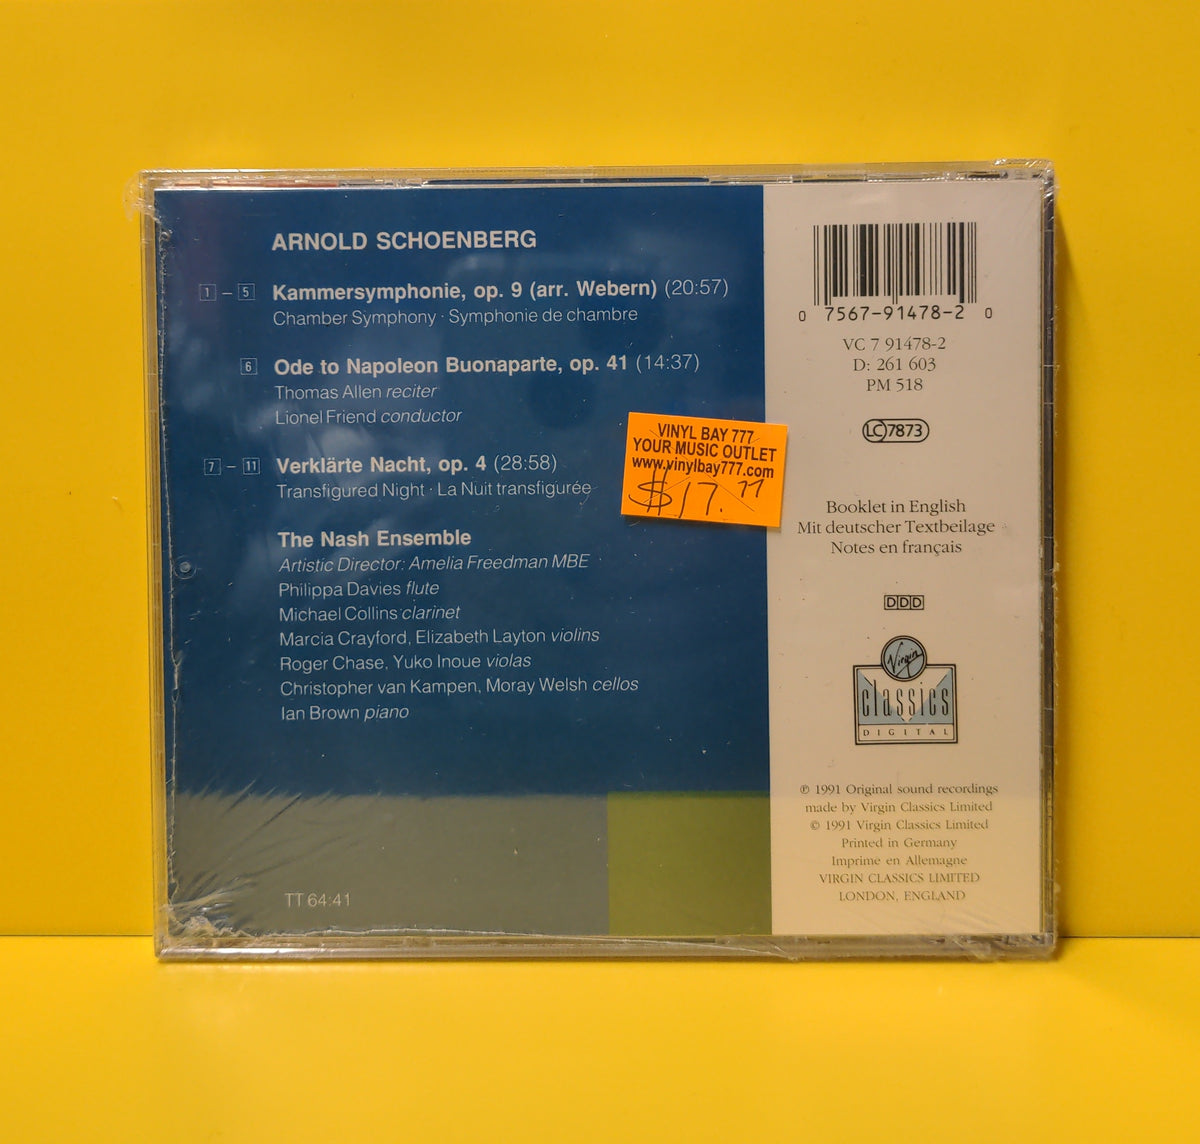 ARNOLD SCHOENBERG
1 – 5 Kammersymphonie, op. 9 (arr. Webern) (20:57)
Chamber Symphony · Symphonie de chambre
6 Ode to Napoleon Buonaparte, op. 41 (14:37)
Thomas Allen reciter
Lionel Friend conductor
7 – 11 Verklärte Nacht, op. 4 (28:58)
Transfigured Night · La Nuit transfigurée
The Nash Ensemble
Artistic Director: Amelia Freedman MBE
Philippa Davies flute
Michael Collins clarinet
Marcia Crayford, Elizabeth Layton violins
Roger Chase, Yuko Inoue violas
Christopher van Kampen, Moray Welsh cellos
Ian Brown piano
TT 64:41
VINYL BAY 777
YOUR MUSIC OUTLET
www.vinylbay777.com
$17.77
0 7567-91478-2 0
VC 7 91478-2
D: 261 603
PM 518
LC 7873
Booklet in English
Mit deutscher Textbeilage
Notes en français
DDD
Virgin
classics
DIGITAL
℗ 1991 Original sound recordings
made by Virgin Classics Limited
© 1991 Virgin Classics Limited
Printed in Germany
Imprime en Allemagne
VIRGIN CLASSICS LIMITED
LONDON, ENGLAND